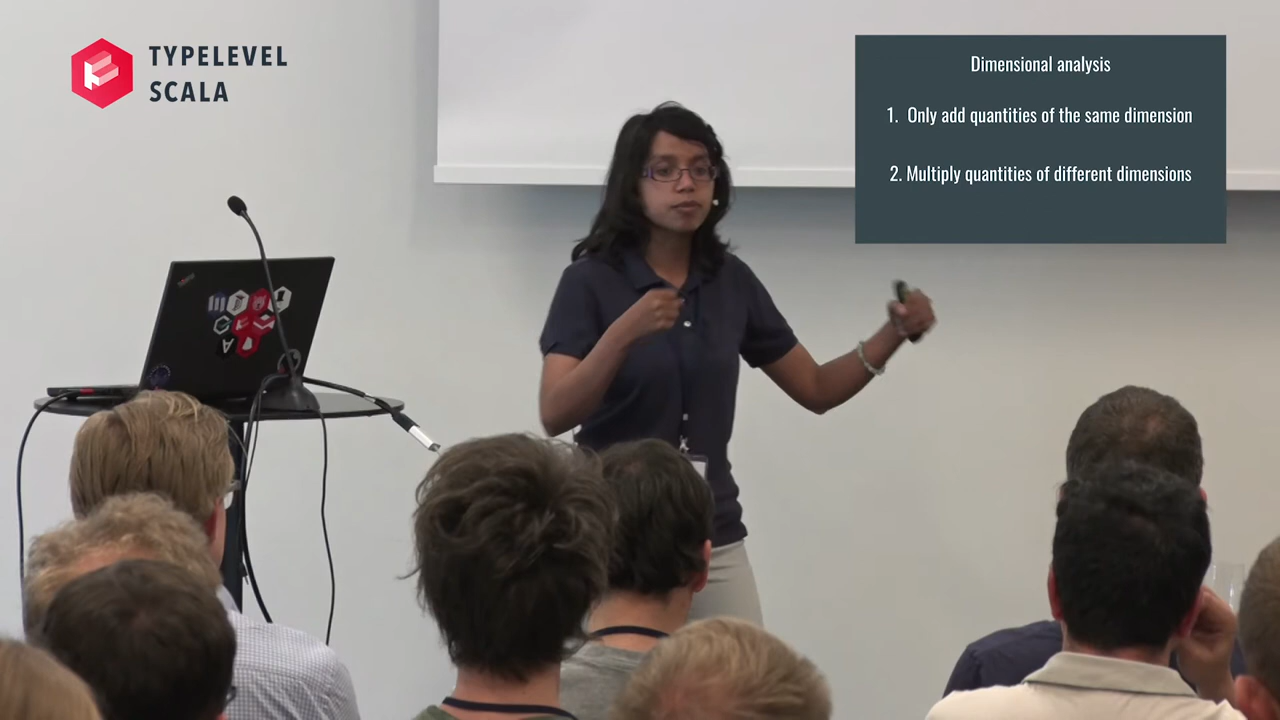 TYPELEVEL
SCALA
Dimensional analysis
1. Only add quantities of the same dimension
2. Multiply quantities of different dimensions